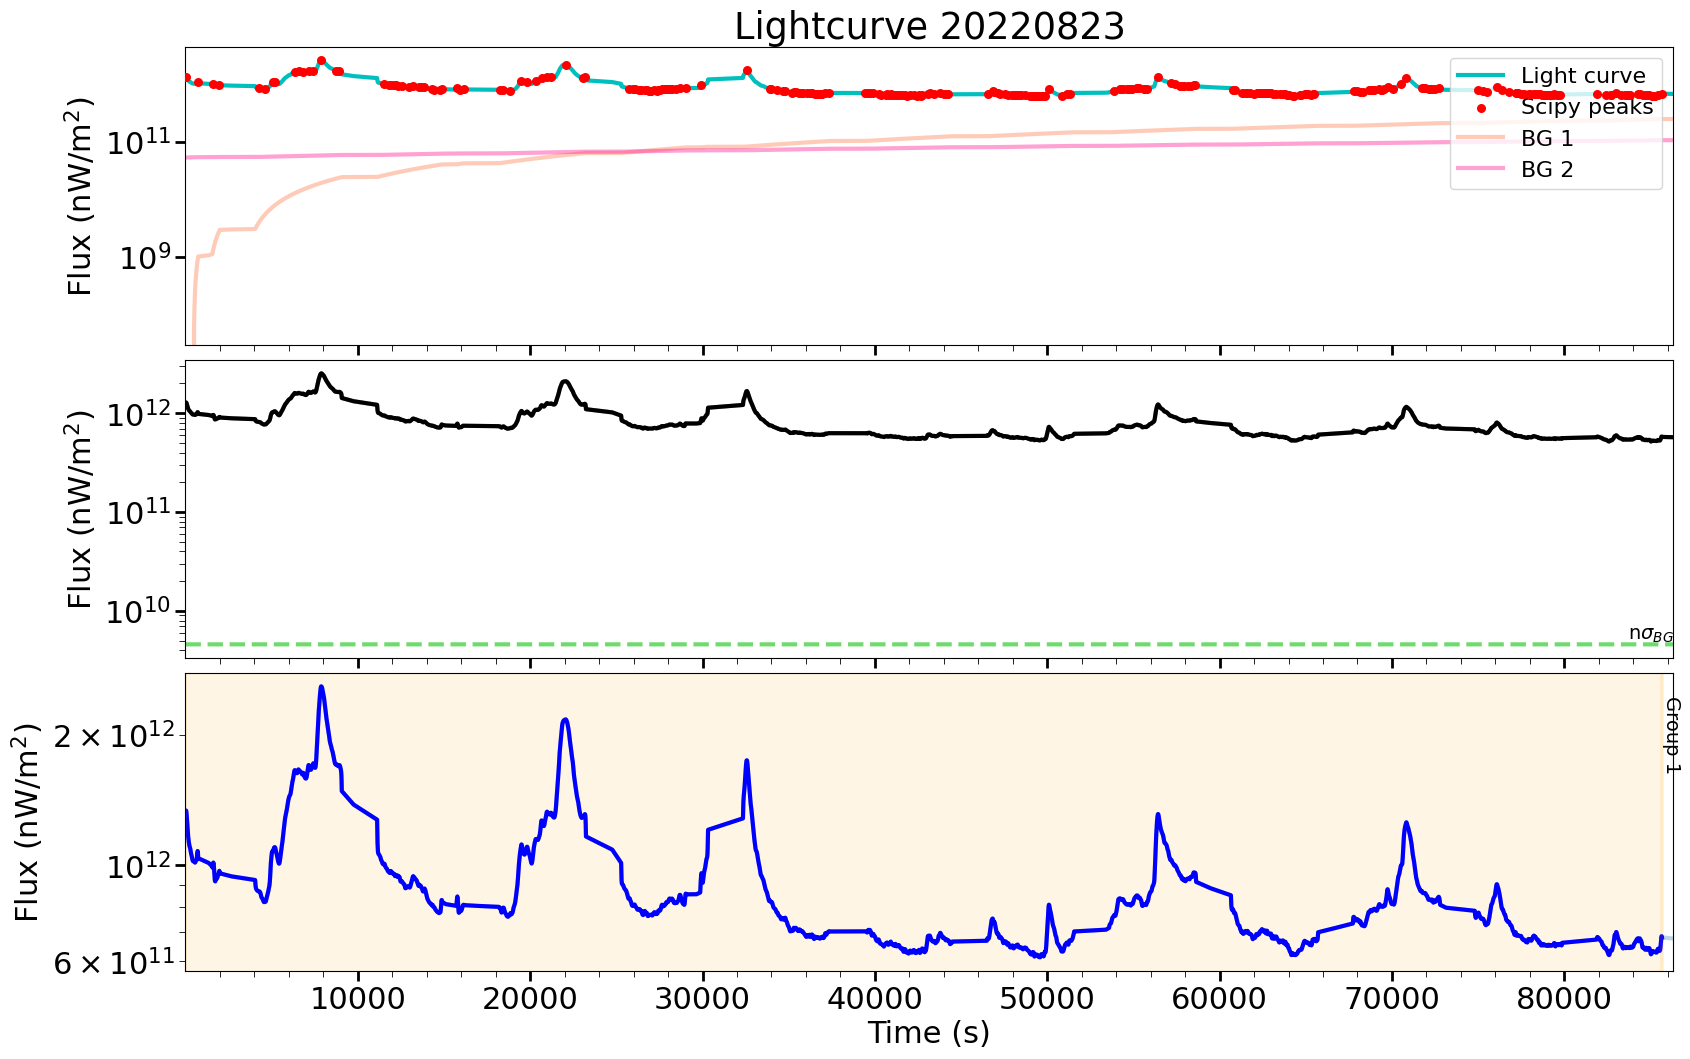 Lightcurve 20220823
Flux (nW/m²)
10¹¹
10⁹
Light curve
Scipy peaks
BG 1
BG 2
Flux (nW/m²)
10¹²
10¹¹
10¹⁰
nσ_BG
Flux (nW/m²)
2 × 10¹²
10¹²
6 × 10¹¹
Group 1
10000 20000 30000 40000 50000 60000 70000 80000
Time (s)